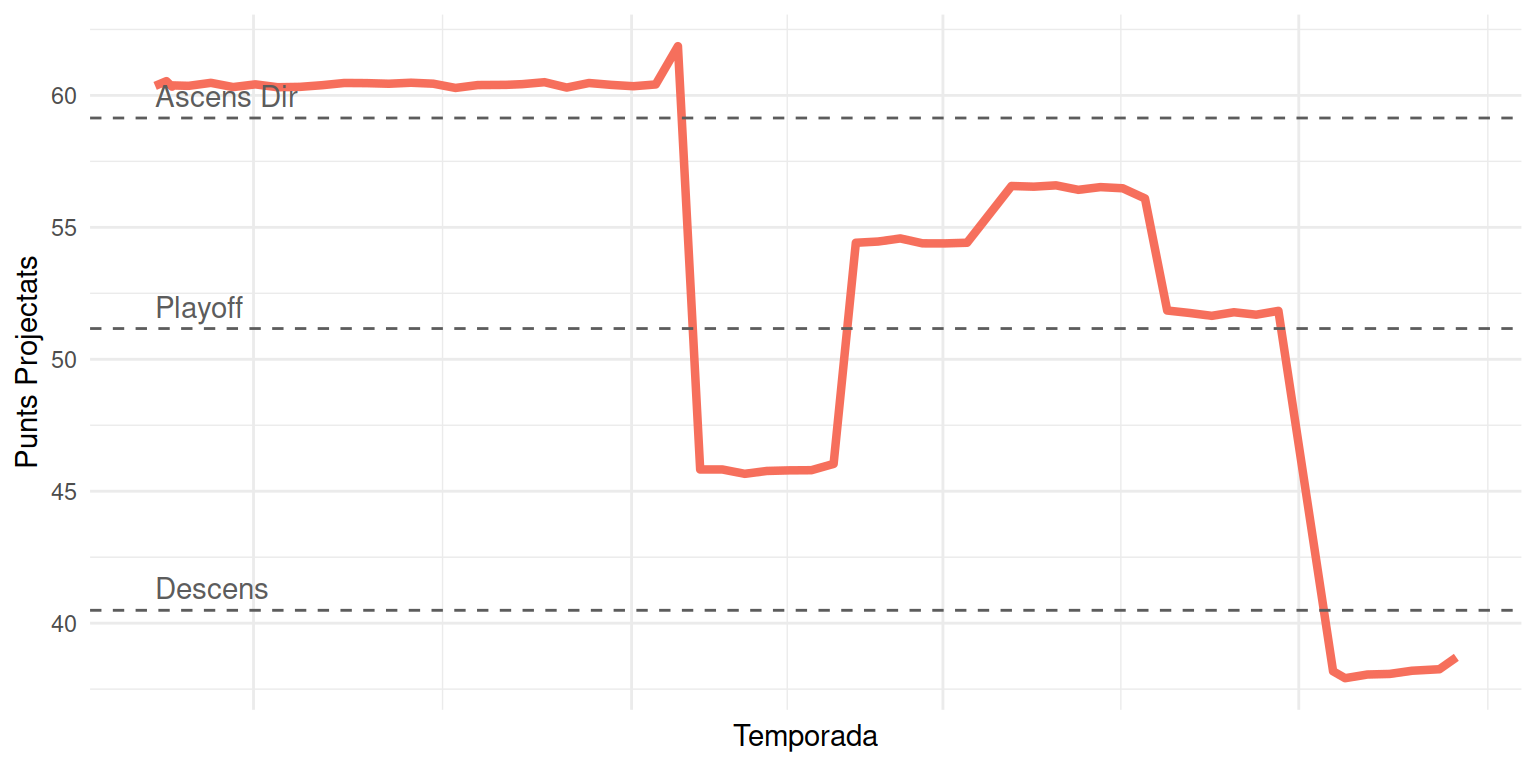 60
Ascens Dir
55
Playoff
50
45
Descens
40
Punts Projectats
Temporada